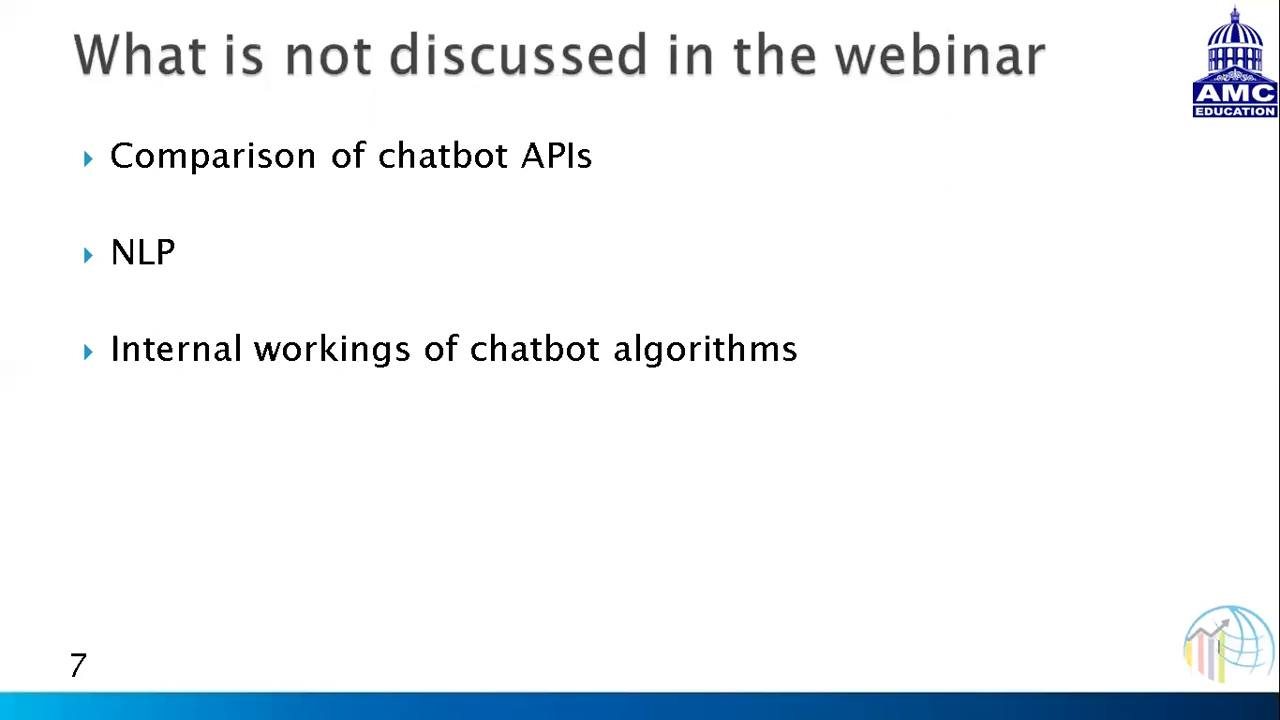 What is not discussed in the webinar
AMC
EDUCATION
Comparison of chatbot APIs
NLP
Internal workings of chatbot algorithms
7